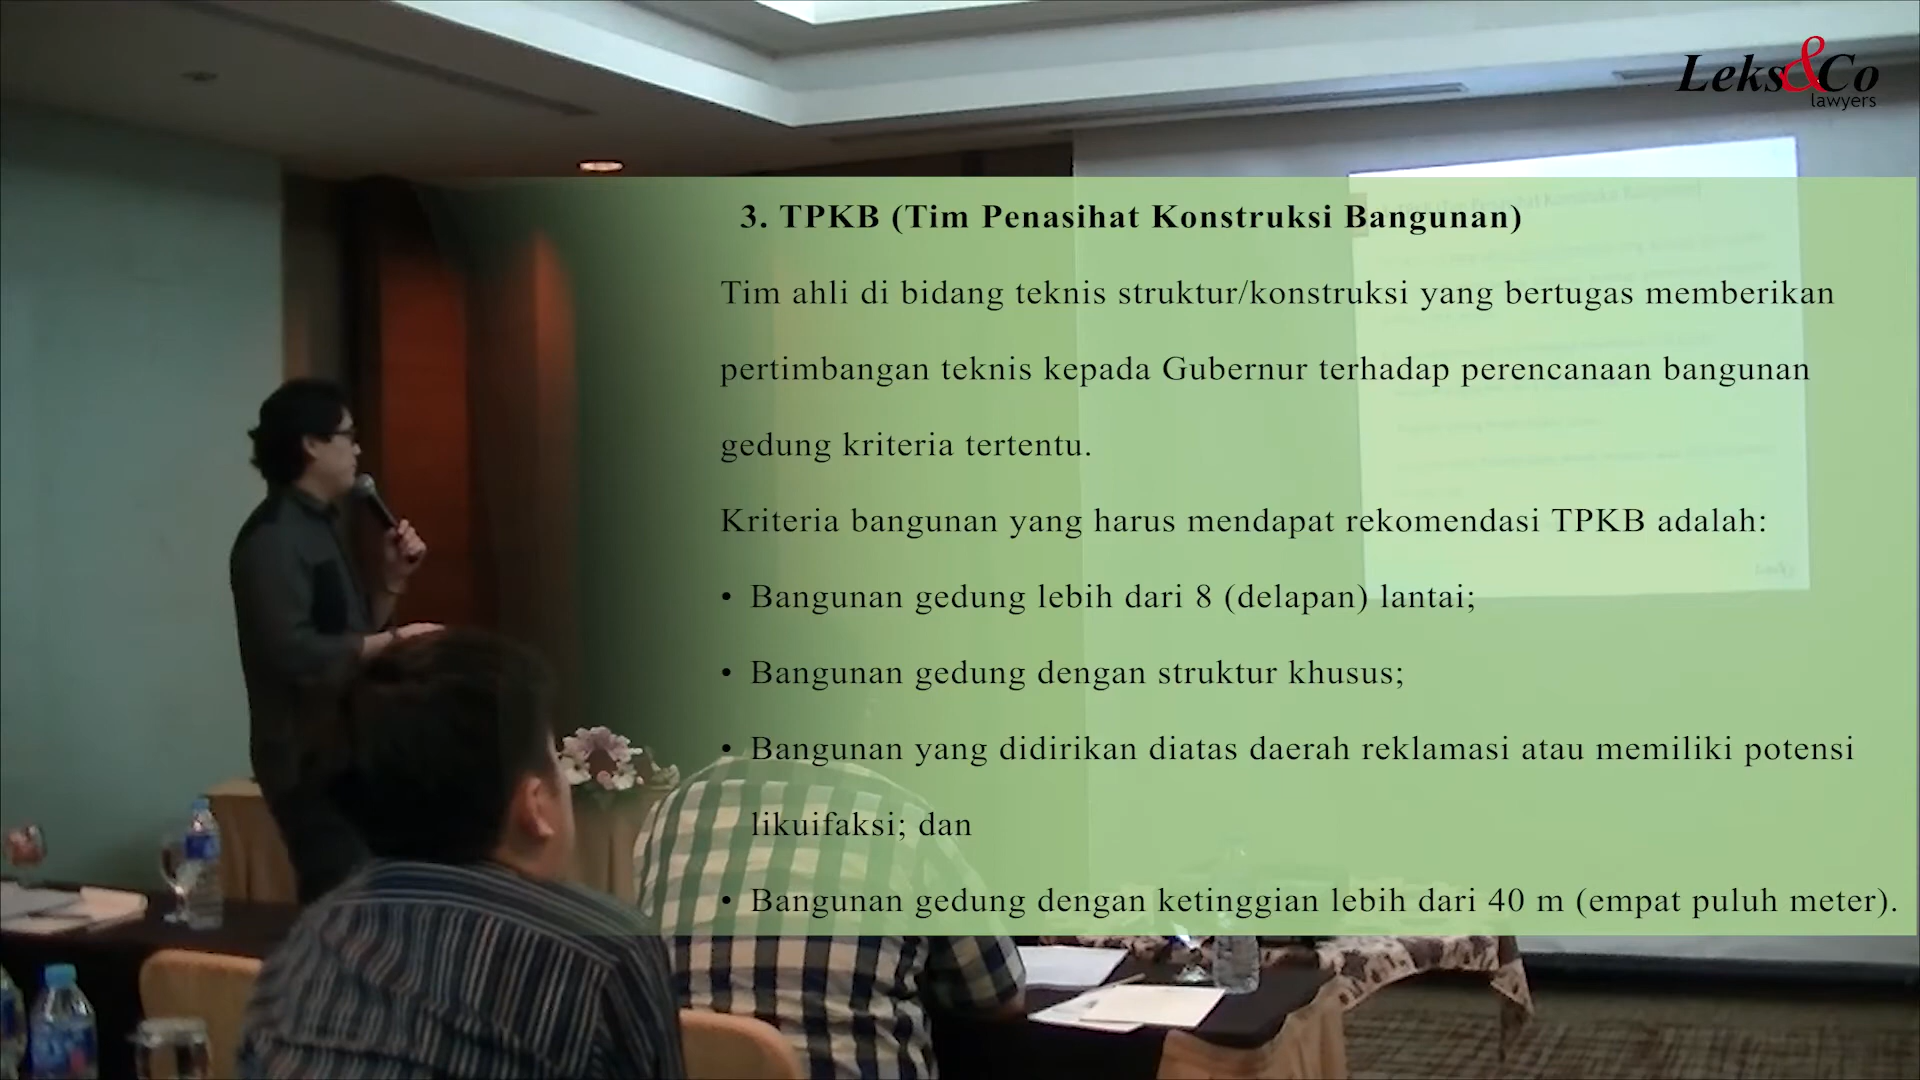 Leks&Co
lawyers
3. TPKB (Tim Penasihat Konstruksi Bangunan)
Tim ahli di bidang teknis struktur/konstruksi yang bertugas memberikan
pertimbangan teknis kepada Gubernur terhadap perencanaan bangunan
gedung kriteria tertentu.
Kriteria bangunan yang harus mendapat rekomendasi TPKB adalah:
• Bangunan gedung lebih dari 8 (delapan) lantai;
• Bangunan gedung dengan struktur khusus;
• Bangunan yang didirikan diatas daerah reklamasi atau memiliki potensi
likuifaksi; dan
• Bangunan gedung dengan ketinggian lebih dari 40 m (empat puluh meter).